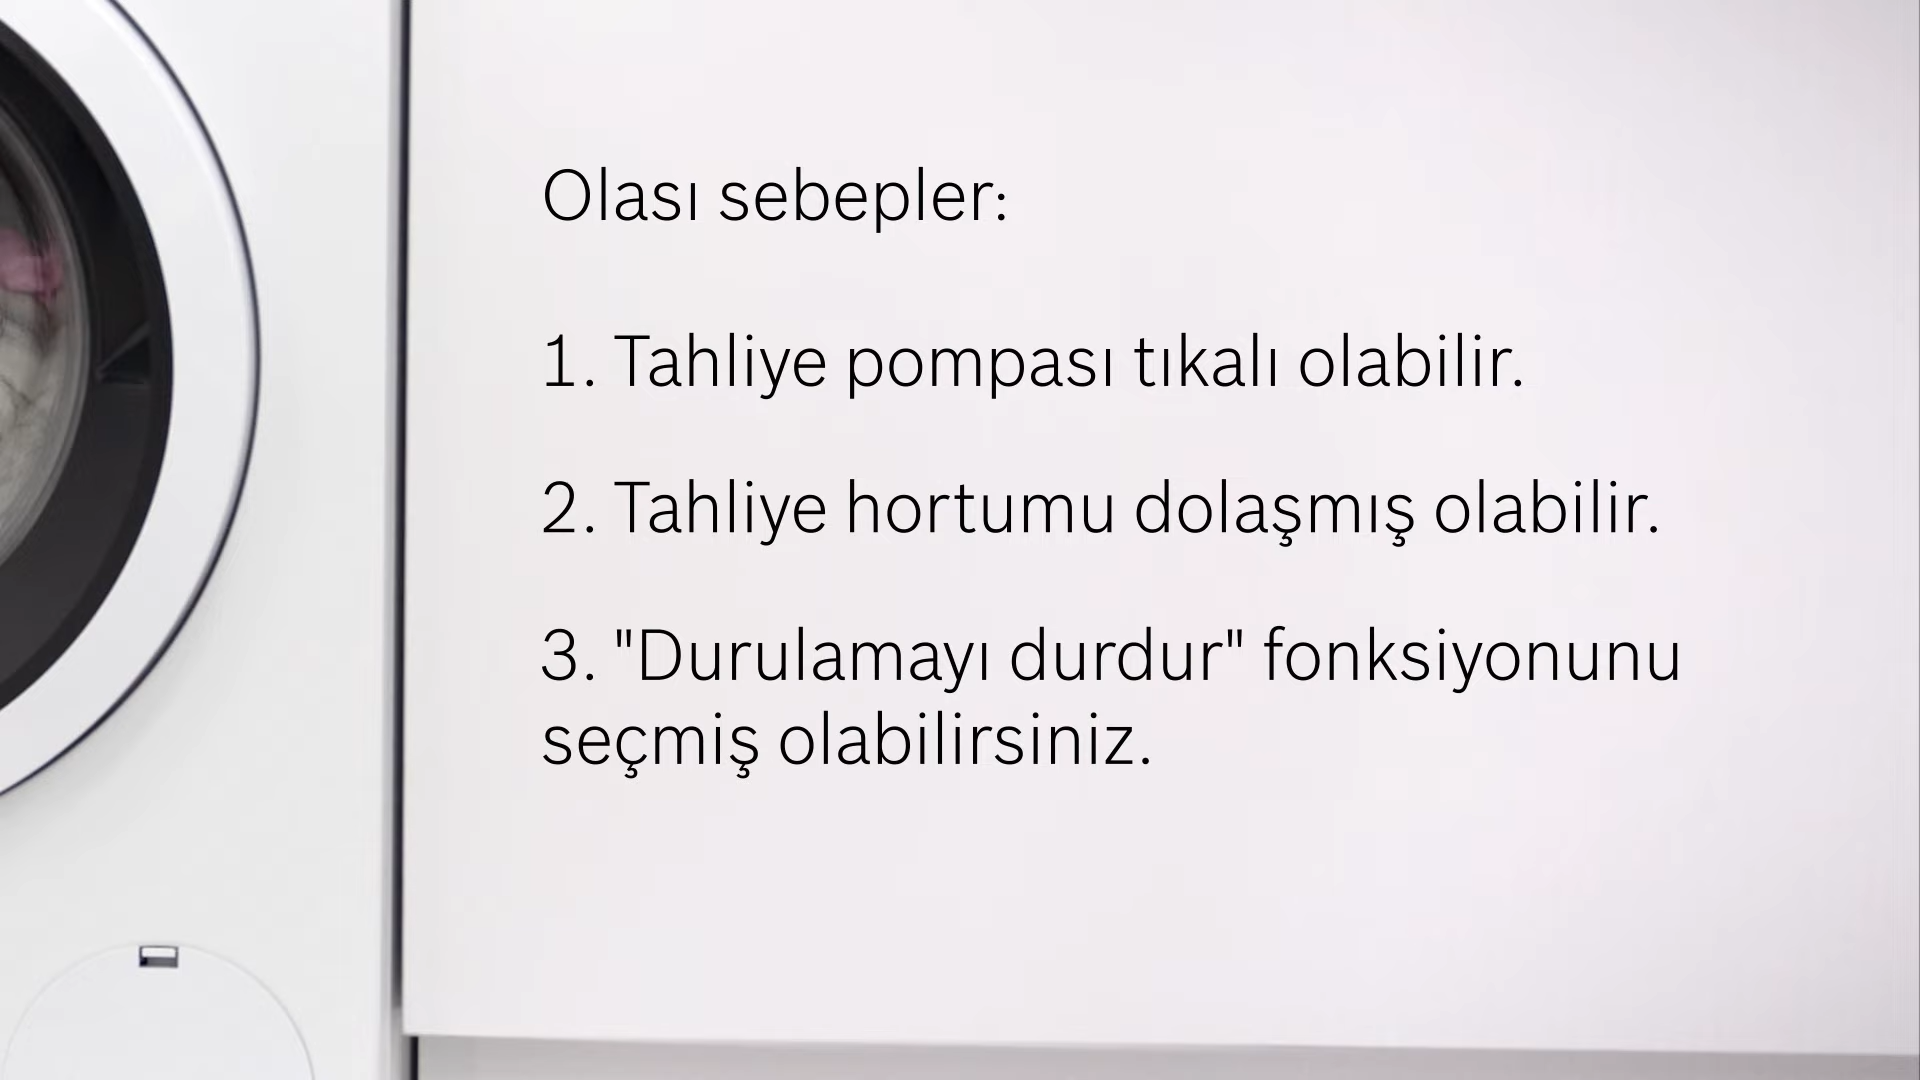 Olası sebepler:
1. Tahliye pompası tıkalı olabilir.
2. Tahliye hortumu dolaşmış olabilir.
3. "Durulamayı durdur" fonksiyonunu
seçmiş olabilirsiniz.